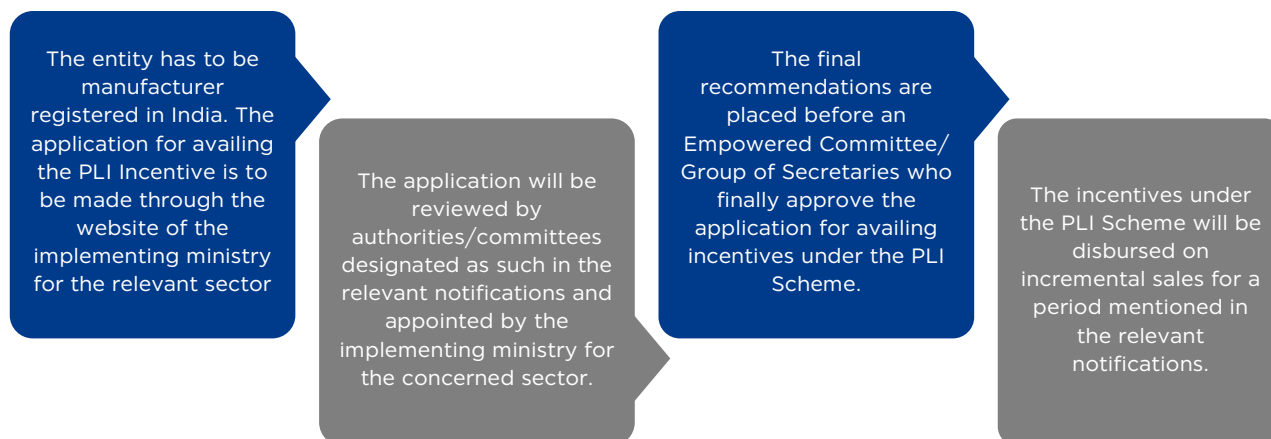 The entity has to be
manufacturer
registered in India. The
application for availing
the PLI Incentive is to
be made through the
website of the
implementing ministry
for the relevant sector
The application will be
reviewed by
authorities/committees
designated as such in the
relevant notifications and
appointed by the
implementing ministry for
the concerned sector.
The final
recommendations are
placed before an
Empowered Committee/
Group of Secretaries who
finally approve the
application for availing
incentives under the PLI
Scheme.
The incentives under
the PLI Scheme will be
disbursed on
incremental sales for a
period mentioned in
the relevant
notifications.